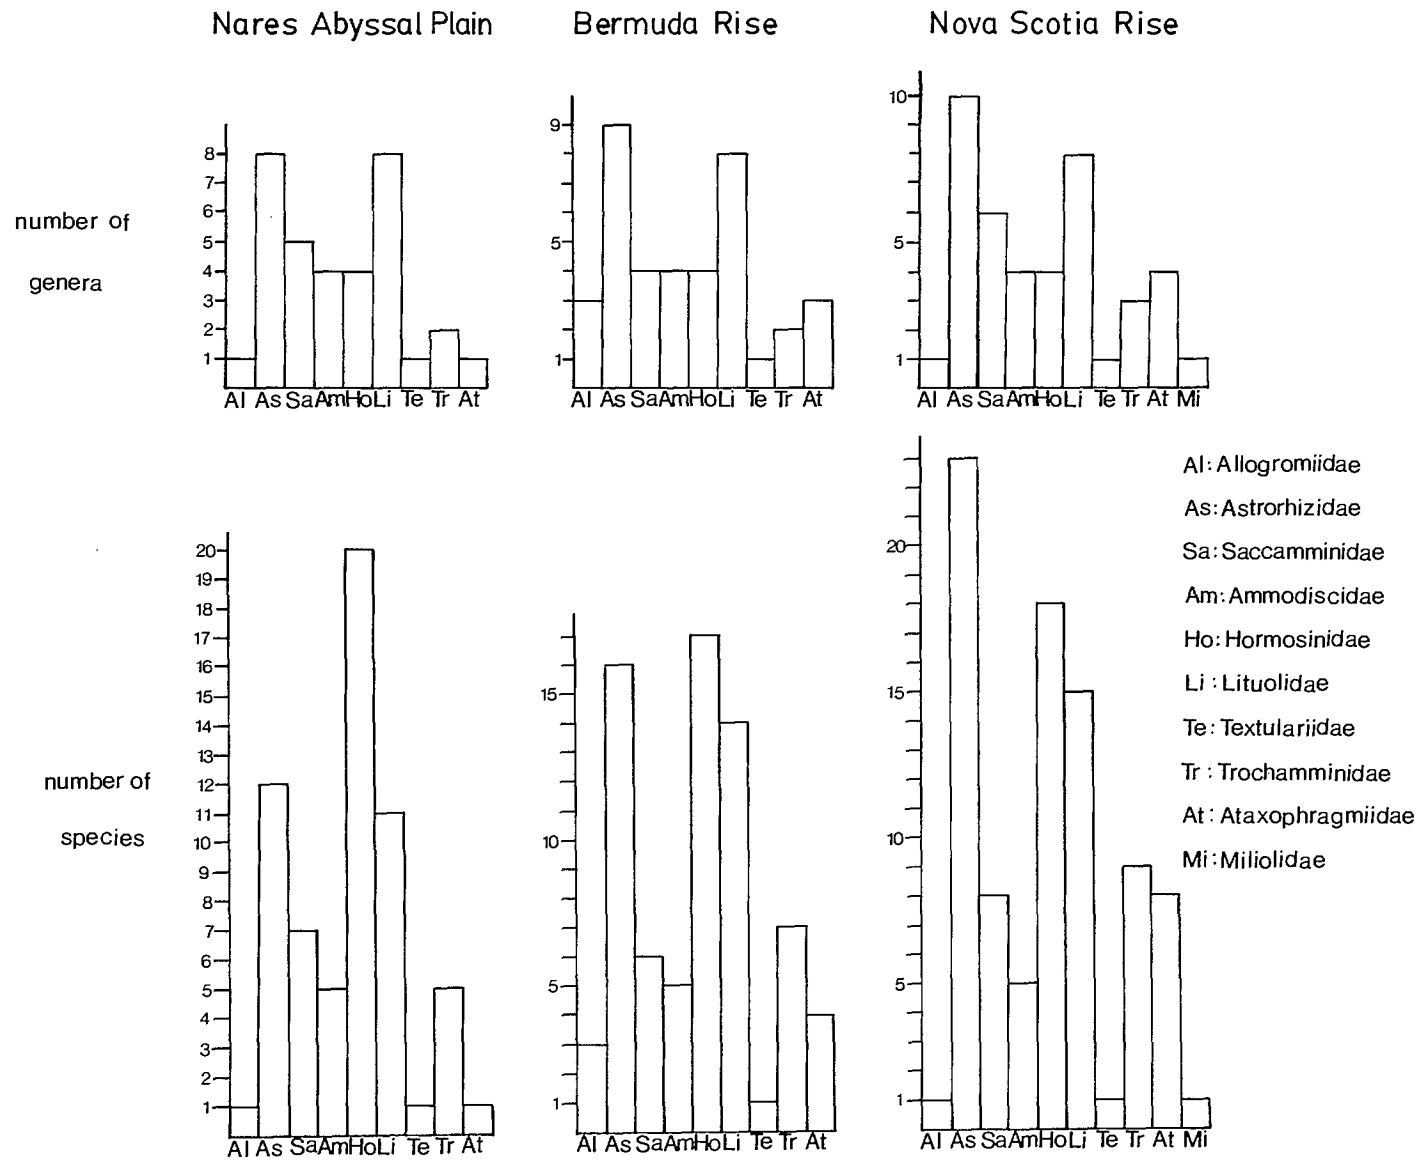 Nares Abyssal Plain
Bermuda Rise
Nova Scotia Rise
number of
genera
8
7
6
5
4
3
2
1
Al As Sa Am Ho Li Te Tr At
9
5
1
Al As Sa Am Ho Li Te Tr At
10
5
1
Al As Sa Am Ho Li Te Tr At Mi
number of
species
20
19
18
17
16
15
14
13
12
11
10
9
8
7
6
5
4
3
2
1
Al As Sa Am Ho Li Te Tr At
15
10
5
1
Al As Sa Am Ho Li Te Tr At
20
15
10
5
1
Al As Sa Am Ho Li Te Tr At Mi
Al: Allogromiidae
As: Astrorhizidae
Sa: Saccamminidae
Am: Ammodiscidae
Ho: Hormosinidae
Li : Lituolidae
Te: Textulariidae
Tr : Trochamminidae
At : Ataxophragmiidae
Mi : Miliolidae